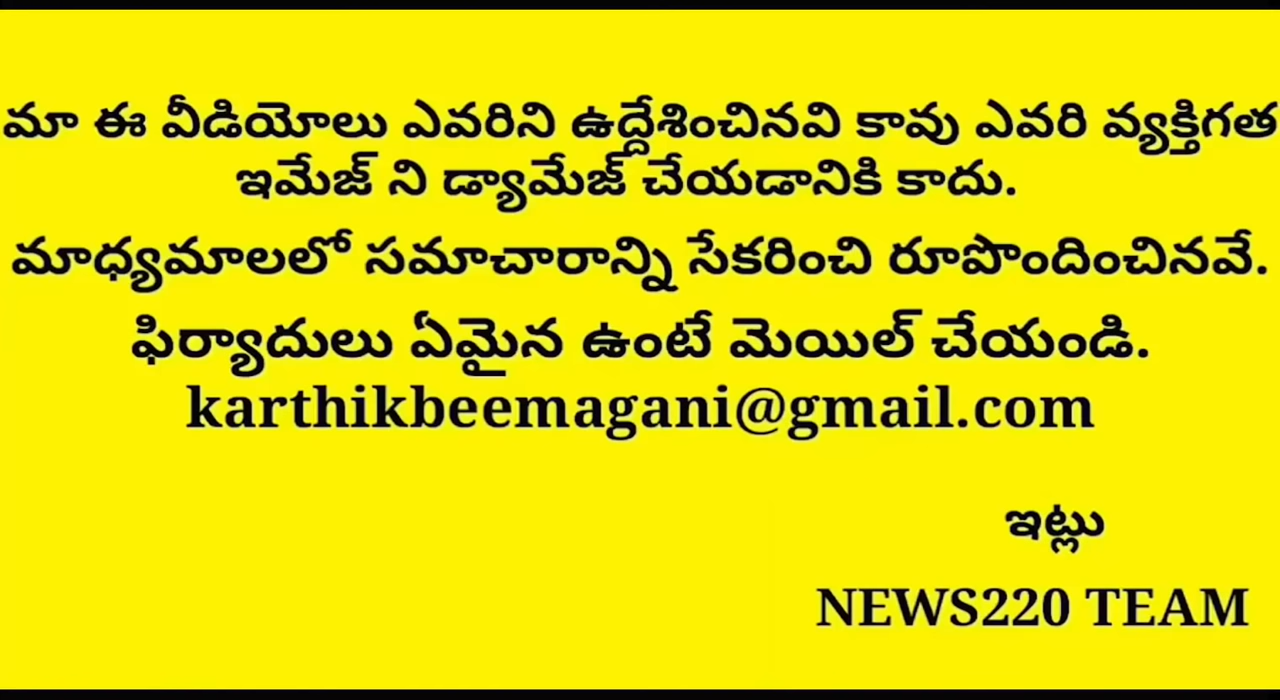 మా ఈ వీడియోలు ఎవరిని ఉద్దేశించినవి కావు ఎవరి వ్యక్తిగత
ఇమేజ్ ని డ్యామేజ్ చేయడానికి కాదు.
మాధ్యమాలలో సమాచారాన్ని సేకరించి రూపొందించినవే.
ఫిర్యాదులు ఏమైన ఉంటే మెయిల్ చేయండి.
karthikbeemagani@gmail.com
ఇట్లు
NEWS220 TEAM